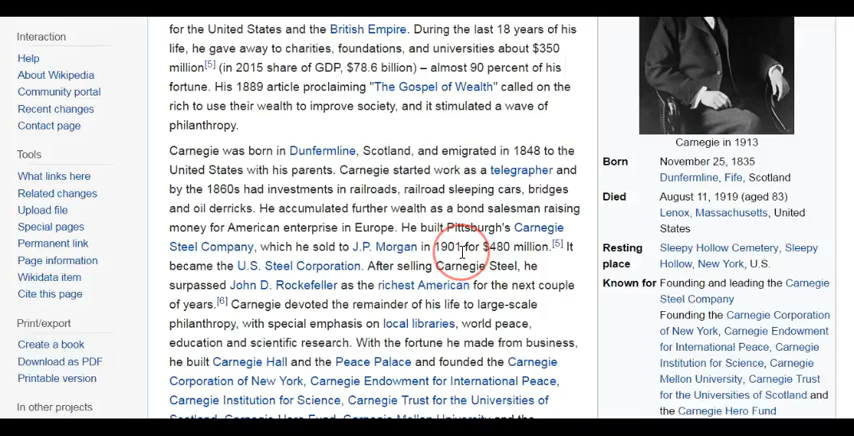 Interaction
Help
About Wikipedia
Community portal
Recent changes
Contact page
Tools
What links here
Related changes
Upload file
Special pages
Permanent link
Page information
Wikidata item
Cite this page
Print/export
Create a book
Download as PDF
Printable version
In other projects
for the United States and the British Empire. During the last 18 years of his
life, he gave away to charities, foundations, and universities about $350
million[5] (in 2015 share of GDP, $78.6 billion) – almost 90 percent of his
fortune. His 1889 article proclaiming "The Gospel of Wealth" called on the
rich to use their wealth to improve society, and it stimulated a wave of
philanthropy.
Carnegie was born in Dunfermline, Scotland, and emigrated in 1848 to the
United States with his parents. Carnegie started work as a telegrapher and
by the 1860s had investments in railroads, railroad sleeping cars, bridges
and oil derricks. He accumulated further wealth as a bond salesman raising
money for American enterprise in Europe. He built Pittsburgh's Carnegie
Steel Company, which he sold to J.P. Morgan in 1901 for $480 million.[5] It
became the U.S. Steel Corporation. After selling Carnegie Steel, he
surpassed John D. Rockefeller as the richest American for the next couple
of years.[6] Carnegie devoted the remainder of his life to large-scale
philanthropy, with special emphasis on local libraries, world peace,
education and scientific research. With the fortune he made from business,
he built Carnegie Hall and the Peace Palace and founded the Carnegie
Corporation of New York, Carnegie Endowment for International Peace,
Carnegie Institution for Science, Carnegie Trust for the Universities of
Scotland, Carnegie Hero Fund, Carnegie Mellon University and the
Carnegie in 1913
Born November 25, 1835
Dunfermline, Fife, Scotland
Died August 11, 1919 (aged 83)
Lenox, Massachusetts, United
States
Resting Sleepy Hollow Cemetery, Sleepy
place Hollow, New York, U.S.
Known for Founding and leading the Carnegie
Steel Company
Founding the Carnegie Corporation
of New York, Carnegie Endowment
for International Peace, Carnegie
Institution for Science, Carnegie
Mellon University, Carnegie Trust
for the Universities of Scotland and
the Carnegie Hero Fund